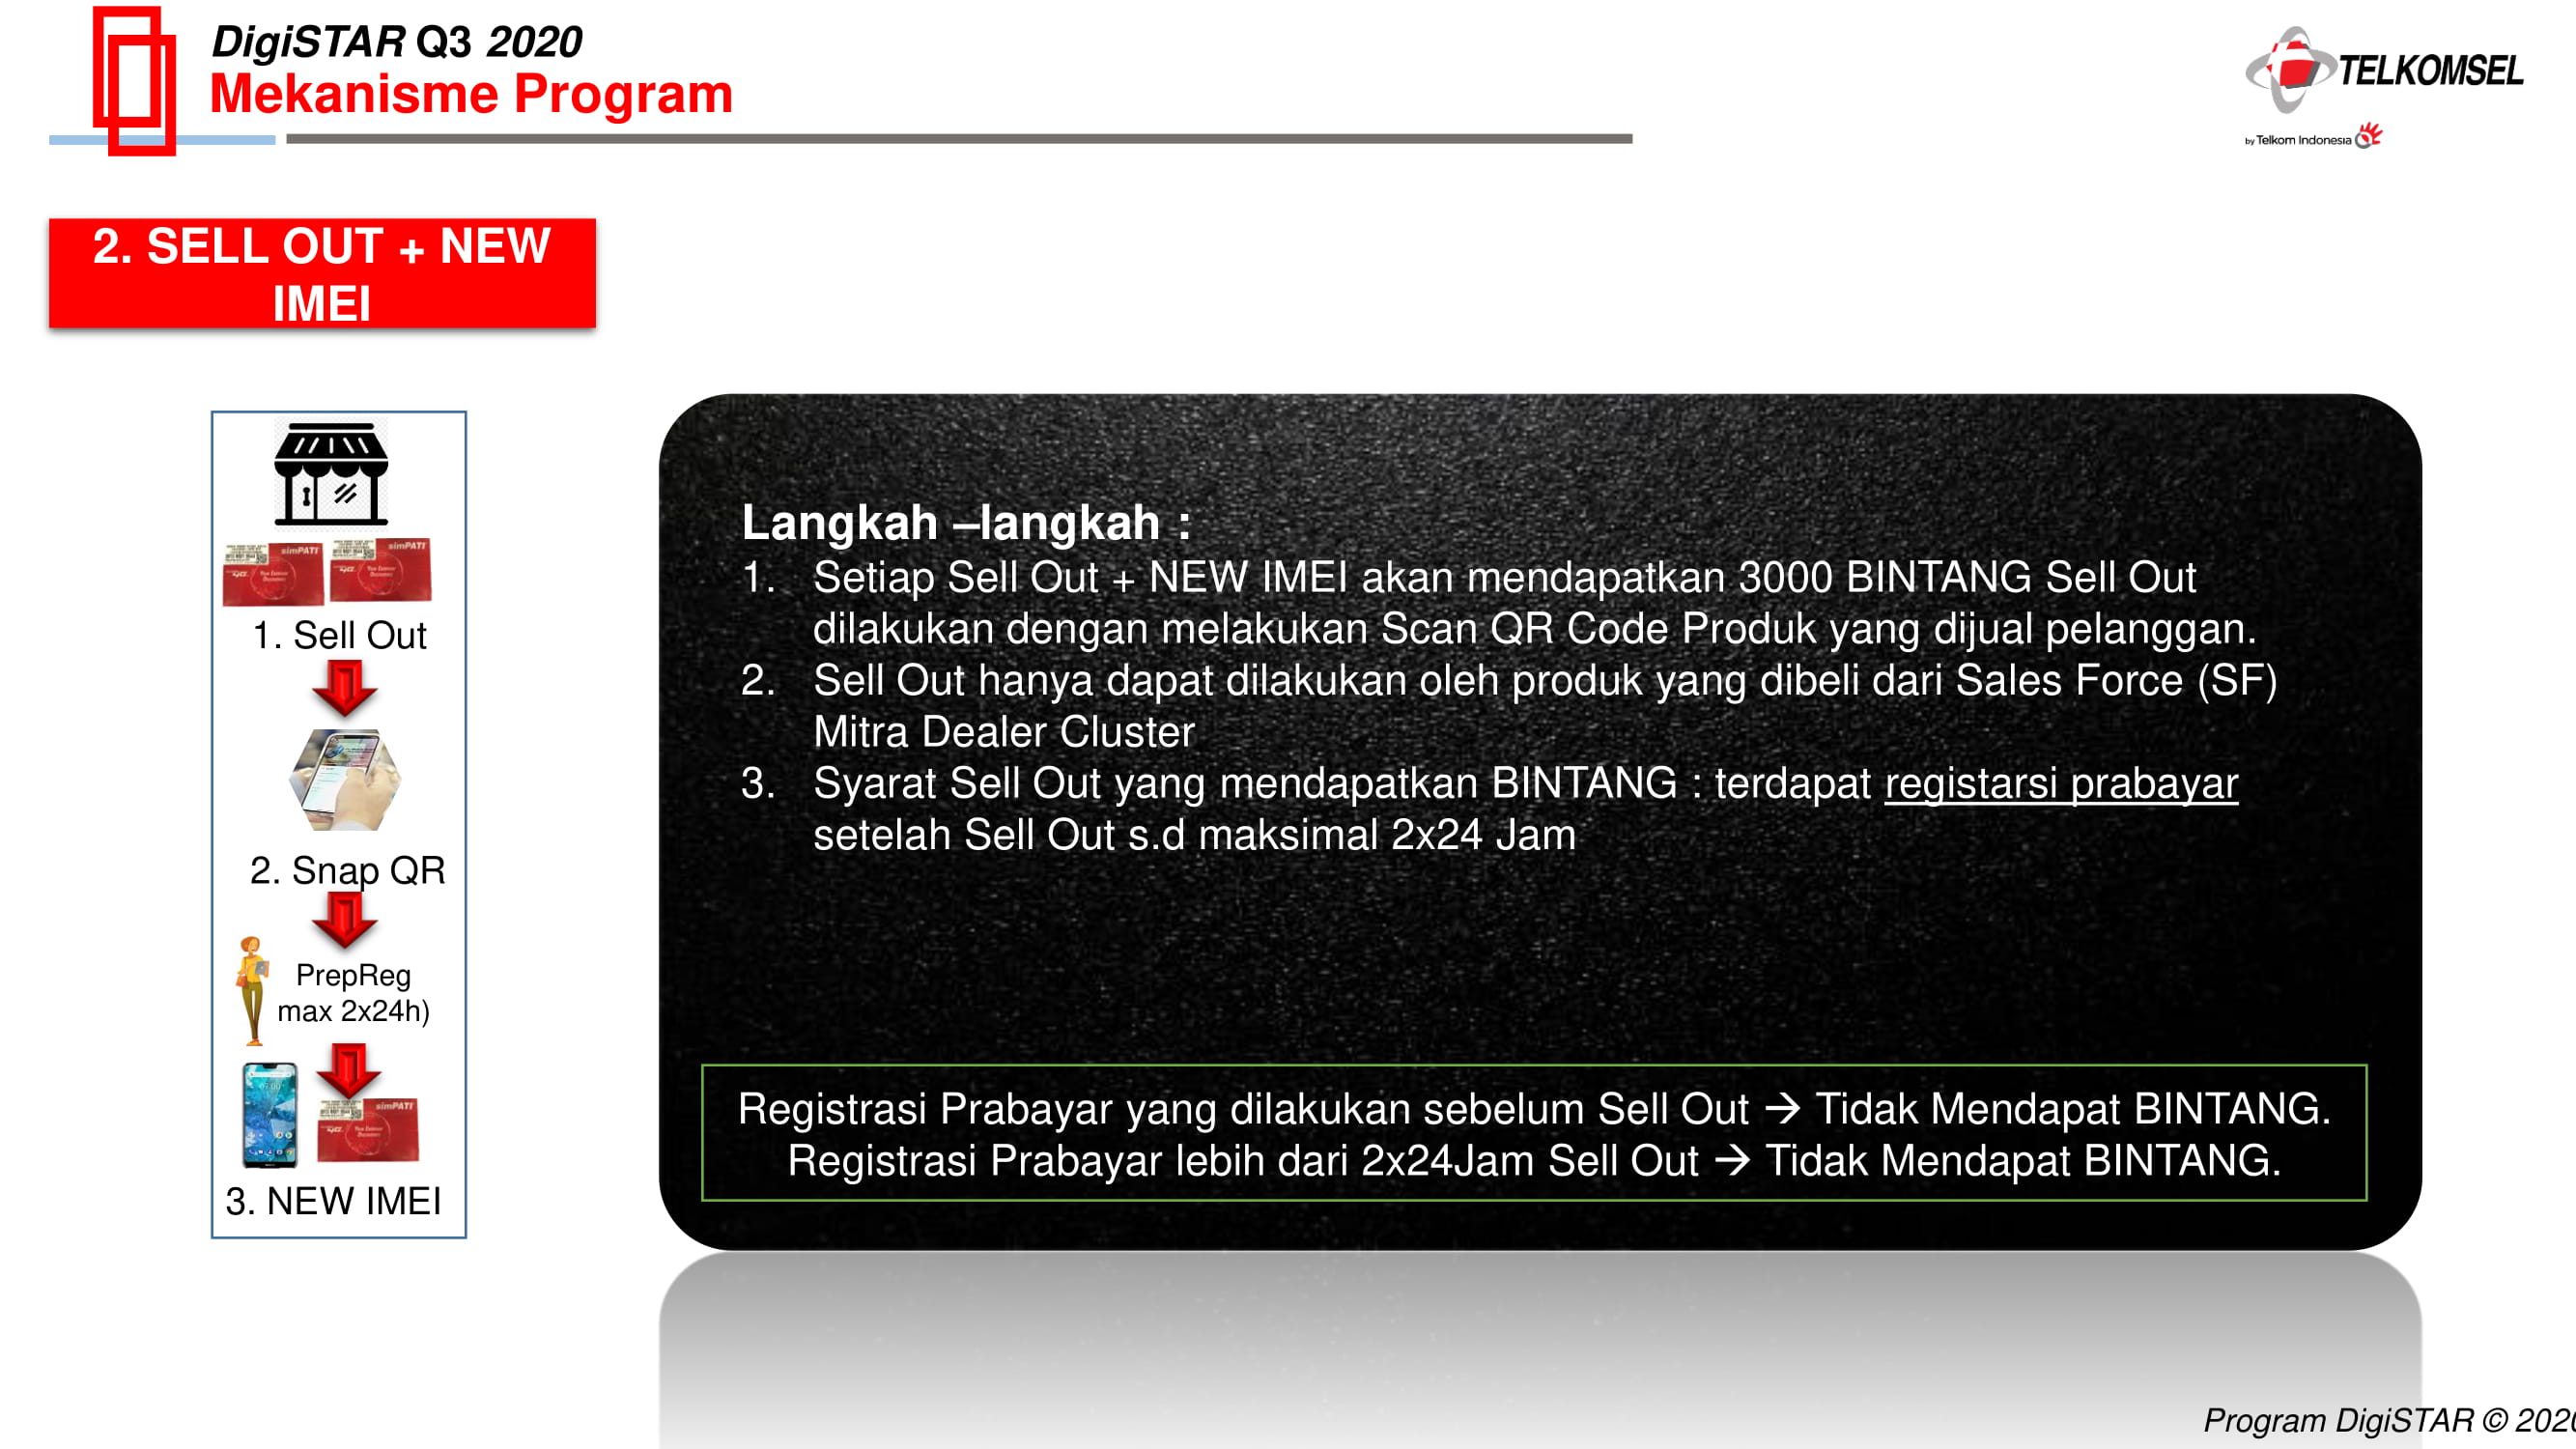 DigiSTAR Q3 2020
Mekanisme Program
TELKOMSEL
by Telkom Indonesia
2. SELL OUT + NEW
IMEI
simPATI
simPATI
1. Sell Out
2. Snap QR
PrepReg
max 2x24h)
simPATI
3. NEW IMEI
Langkah –langkah :
1. Setiap Sell Out + NEW IMEI akan mendapatkan 3000 BINTANG Sell Out
dilakukan dengan melakukan Scan QR Code Produk yang dijual pelanggan.
2. Sell Out hanya dapat dilakukan oleh produk yang dibeli dari Sales Force (SF)
Mitra Dealer Cluster
3. Syarat Sell Out yang mendapatkan BINTANG : terdapat registarsi prabayar
setelah Sell Out s.d maksimal 2x24 Jam
Registrasi Prabayar yang dilakukan sebelum Sell Out → Tidak Mendapat BINTANG.
Registrasi Prabayar lebih dari 2x24Jam Sell Out → Tidak Mendapat BINTANG.
Program DigiSTAR © 2020